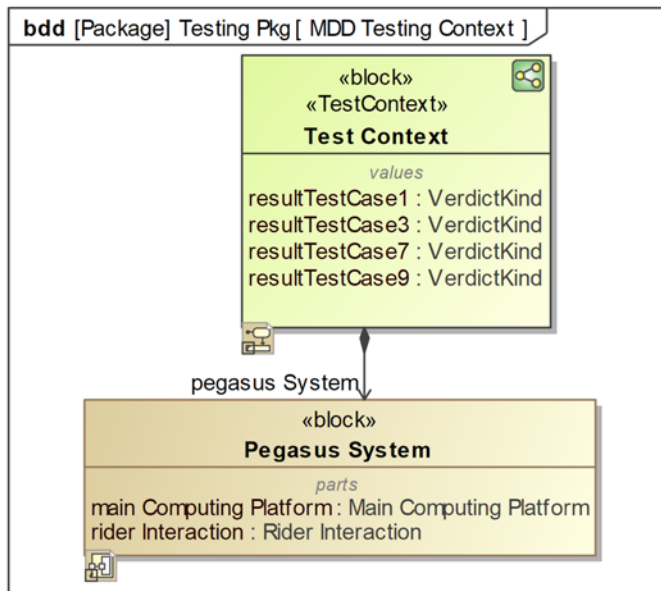 bdd [Package] Testing Pkg [ MDD Testing Context ]
«block»
«TestContext»
Test Context
values
resultTestCase1 : VerdictKind
resultTestCase3 : VerdictKind
resultTestCase7 : VerdictKind
resultTestCase9 : VerdictKind
pegasus System
«block»
Pegasus System
parts
main Computing Platform : Main Computing Platform
rider Interaction : Rider Interaction